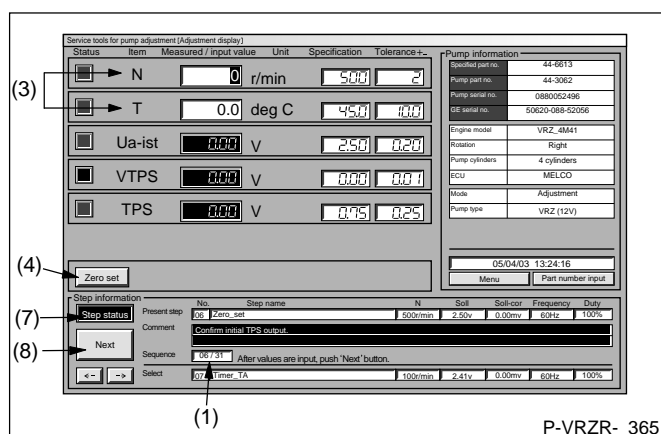 Service tools for pump adjustment [Adjustment display]
Status Item Measured / input value Unit Specification Tolerance+-
N 0 r/min 500 2
T 0.0 deg C 45.0 10.0
Ua-ist 0.00 V 2.50 0.20
VTPS 0.00 V 0.00 0.01
TPS 0.00 V 0.75 0.25
(3)
Pump information
Specified part no. 44-6613
Pump part no. 44-3062
Pump serial no. 0880052496
GE serial no. 50620-088-52056
Engine model VRZ_4M41
Rotation Right
Pump cylinders 4 cylinders
ECU MELCO
Mode Adjustment
Pump type VRZ (12V)
05/04/03 13:24:16
Menu Part number input
(4) Zero set
Step information
No. Step name N Soll Soll-cor Frequency Duty
(7) Step status Present step 06 Zero_set 500r/min 2.50v 0.00mv 60Hz 100%
Comment Confirm initial TPS output.
(8) Next
Sequence 06 / 31 After values are input, push 'Next' button.
<- -> Select 07 Timer_TA 100r/min 2.41v 0.00mv 60Hz 100%
(1)
P-VRZR- 365